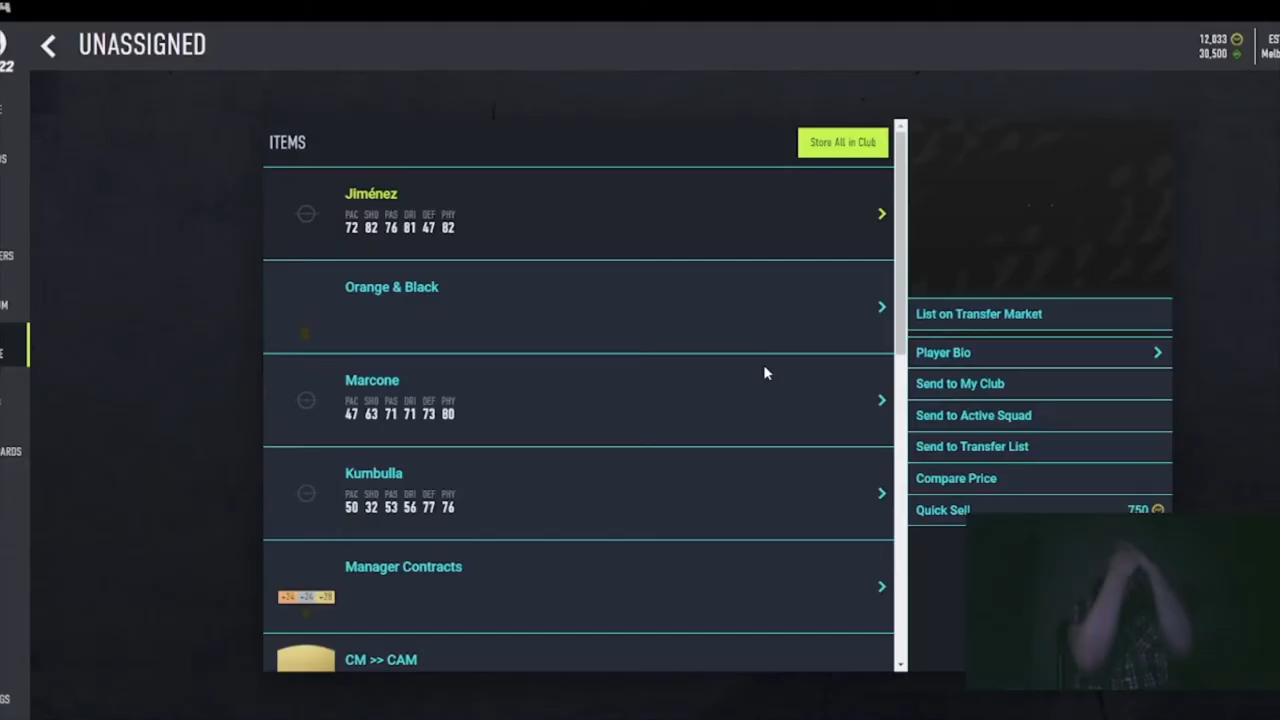 UNASSIGNED
12,033
30,500
22
ITEMS
Store All in Club
Jiménez
PAC SHO PAS DRI DEF PHY
72 82 76 81 47 82
Orange & Black
Marcone
PAC SHO PAS DRI DEF PHY
47 63 71 71 73 80
Kumbulla
PAC SHO PAS DRI DEF PHY
50 32 53 56 77 76
Manager Contracts
+24 +24 +28
CM >> CAM
List on Transfer Market
Player Bio
Send to My Club
Send to Active Squad
Send to Transfer List
Compare Price
Quick Sell 750